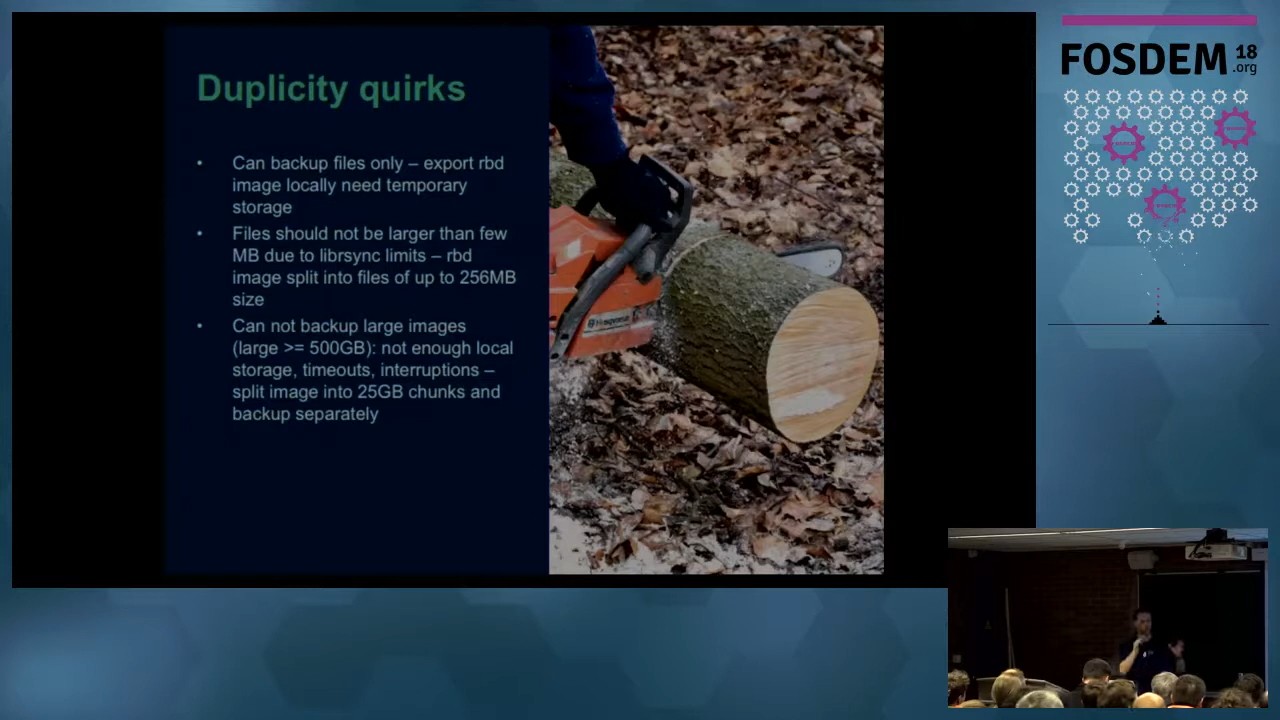 Duplicity quirks
• Can backup files only – export rbd
image locally need temporary
storage
• Files should not be larger than few
MB due to librsync limits – rbd
image split into files of up to 256MB
size
• Can not backup large images
(large >= 500GB): not enough local
storage, timeouts, interruptions –
split image into 25GB chunks and
backup separately
Husqvarna
FOSDEM 18
.org